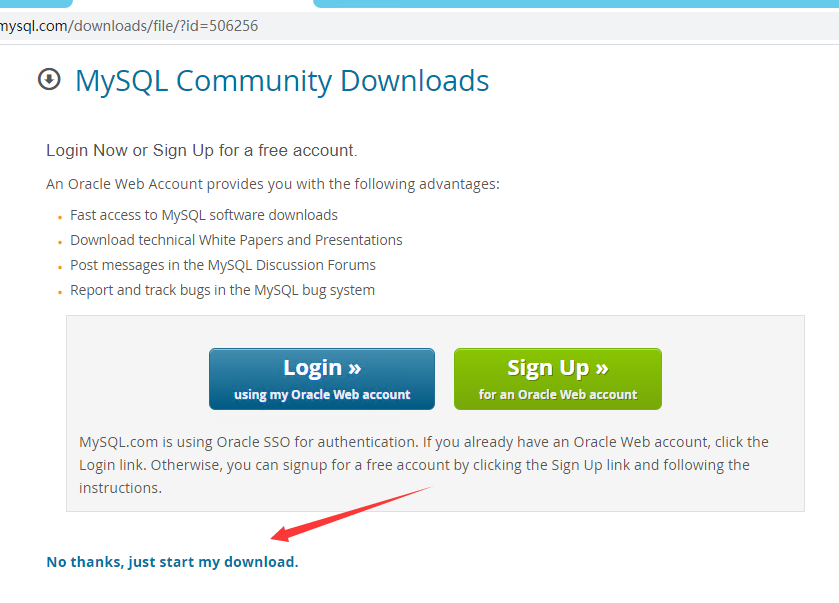 mysql.com/downloads/file/?id=506256
MySQL Community Downloads
Login Now or Sign Up for a free account.
An Oracle Web Account provides you with the following advantages:
Fast access to MySQL software downloads
Download technical White Papers and Presentations
Post messages in the MySQL Discussion Forums
Report and track bugs in the MySQL bug system
Login »
using my Oracle Web account
Sign Up »
for an Oracle Web account
MySQL.com is using Oracle SSO for authentication. If you already have an Oracle Web account, click the
Login link. Otherwise, you can signup for a free account by clicking the Sign Up link and following the
instructions.
No thanks, just start my download.